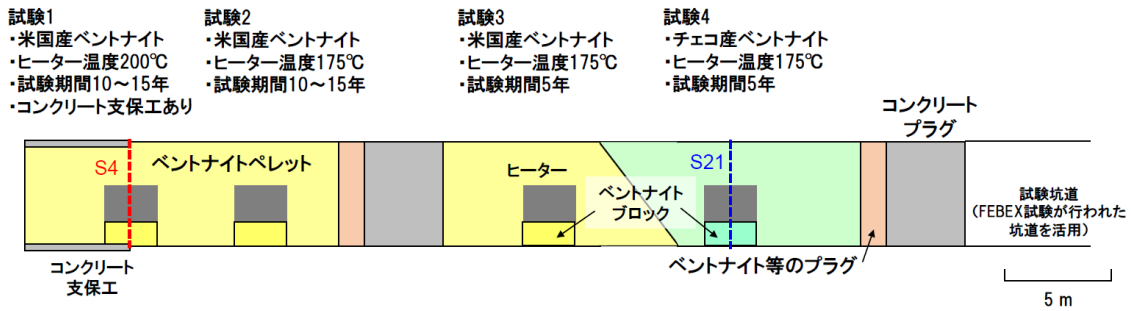 試験1
・米国産ベントナイト
・ヒーター温度200℃
・試験期間10～15年
・コンクリート支保工あり
試験2
・米国産ベントナイト
・ヒーター温度175℃
・試験期間10～15年
試験3
・米国産ベントナイト
・ヒーター温度175℃
・試験期間5年
試験4
・チェコ産ベントナイト
・ヒーター温度175℃
・試験期間5年
コンクリート
プラグ
S4
ベントナイトペレット
ヒーター
S21
ベントナイト
ブロック
試験坑道
（FEBEX試験が行われた
坑道を活用）
コンクリート
支保工
ベントナイト等のプラグ
5 m